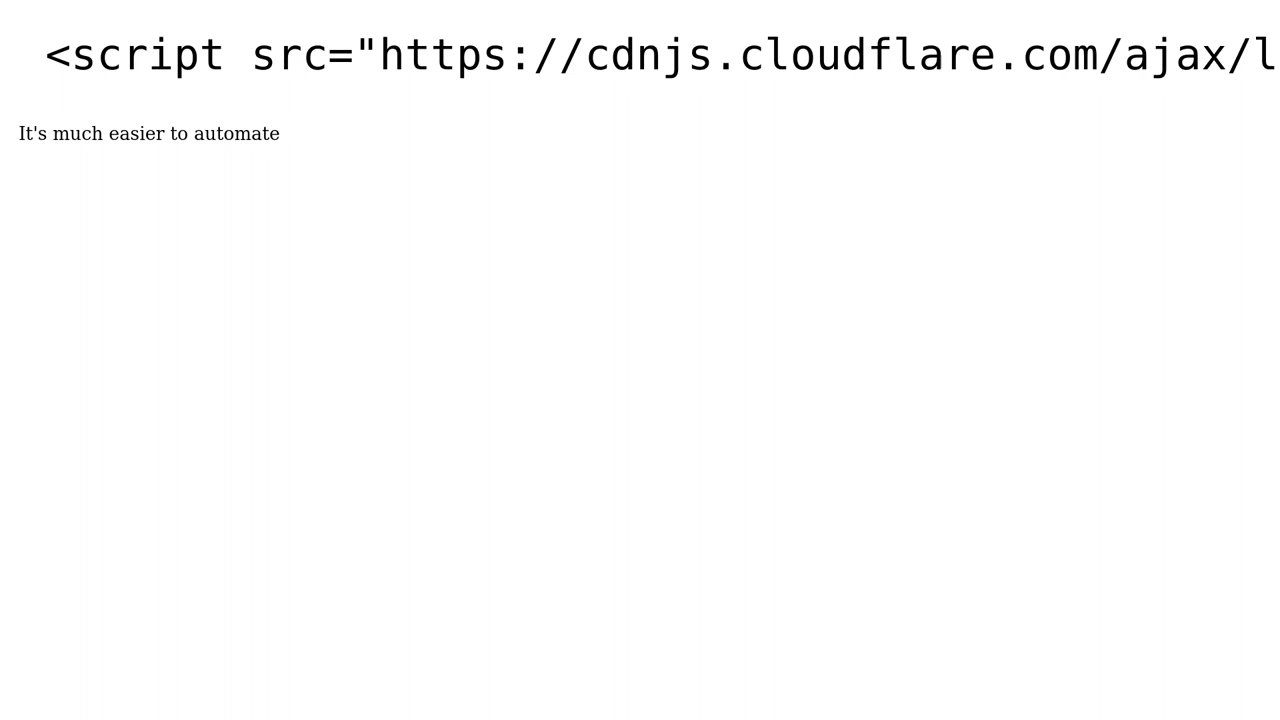 <script src="https://cdnjs.cloudflare.com/ajax/l
It's much easier to automate